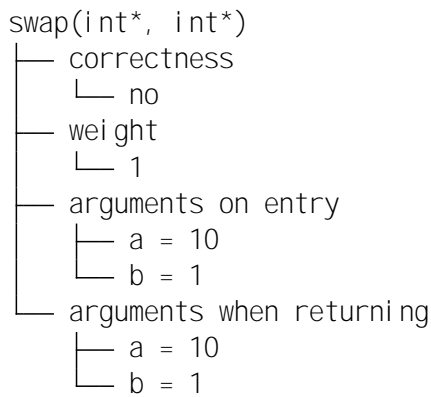 swap(int*, int*)
correctness
no
weight
1
arguments on entry
a = 10
b = 1
arguments when returning
a = 10
b = 1